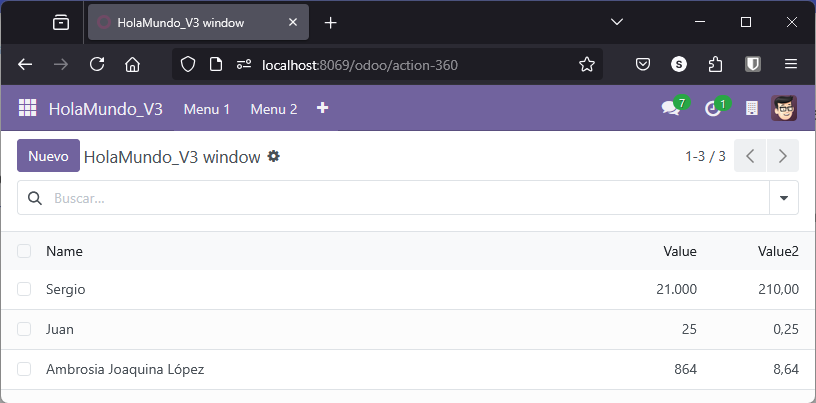 HolaMundo_V3 window
localhost:8069/odoo/action-360
S
HolaMundo_V3 Menu 1 Menu 2 7 1
Nuevo HolaMundo_V3 window 1-3 / 3
Buscar...
Name Value Value2
Sergio 21.000 210,00
Juan 25 0,25
Ambrosia Joaquina López 864 8,64